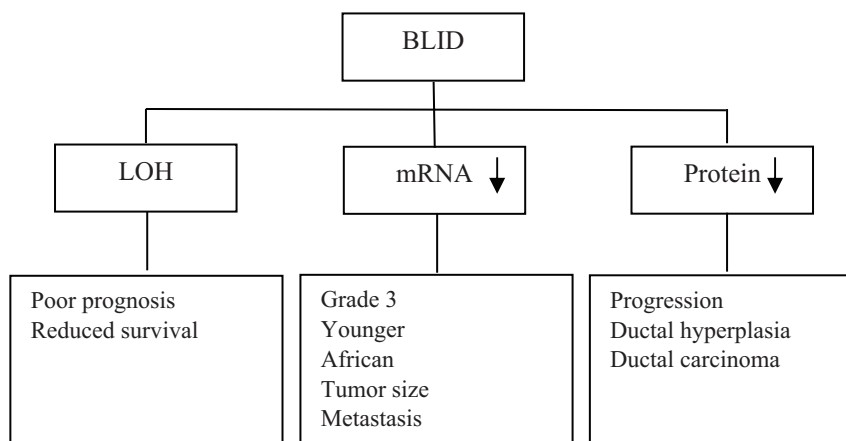 BLID
LOH
mRNA
Protein
Poor prognosis
Reduced survival
Grade 3
Younger
African
Tumor size
Metastasis
Progression
Ductal hyperplasia
Ductal carcinoma